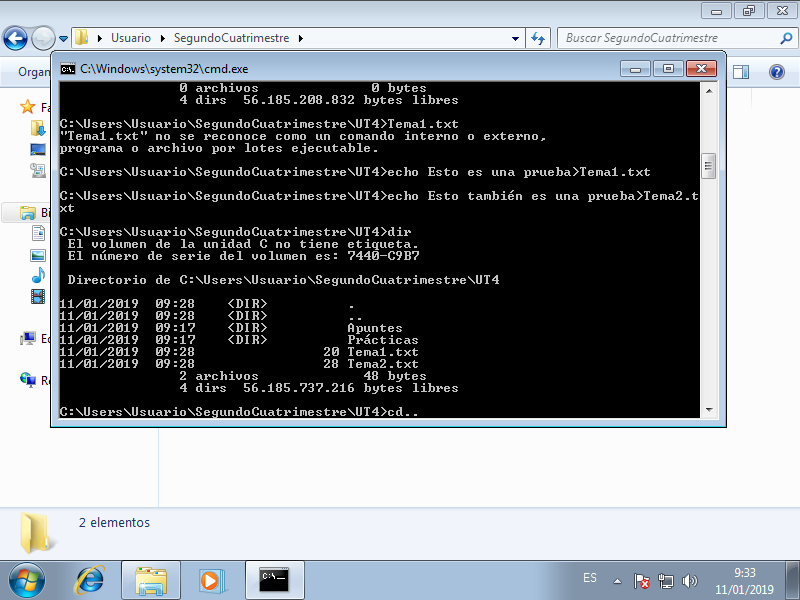 Usuario SegundoCuatrimestre
Buscar SegundoCuatrimestre
Organ
C:\Windows\system32\cmd.exe
Fa
Bi
Ec
Re
0 archivos 0 bytes
4 dirs 56.185.208.832 bytes libres
C:\Users\Usuario\SegundoCuatrimestre\UT4>Tema1.txt
"Tema1.txt" no se reconoce como un comando interno o externo,
programa o archivo por lotes ejecutable.
C:\Users\Usuario\SegundoCuatrimestre\UT4>echo Esto es una prueba>Tema1.txt
C:\Users\Usuario\SegundoCuatrimestre\UT4>echo Esto también es una prueba>Tema2.t
xt
C:\Users\Usuario\SegundoCuatrimestre\UT4>dir
El volumen de la unidad C no tiene etiqueta.
El número de serie del volumen es: 7440-C9B7
Directorio de C:\Users\Usuario\SegundoCuatrimestre\UT4
11/01/2019 09:28 <DIR> .
11/01/2019 09:28 <DIR> ..
11/01/2019 09:17 <DIR> Apuntes
11/01/2019 09:17 <DIR> Prácticas
11/01/2019 09:28 20 Tema1.txt
11/01/2019 09:28 28 Tema2.txt
2 archivos 48 bytes
4 dirs 56.185.737.216 bytes libres
C:\Users\Usuario\SegundoCuatrimestre\UT4>cd..
2 elementos
ES
9:33
11/01/2019